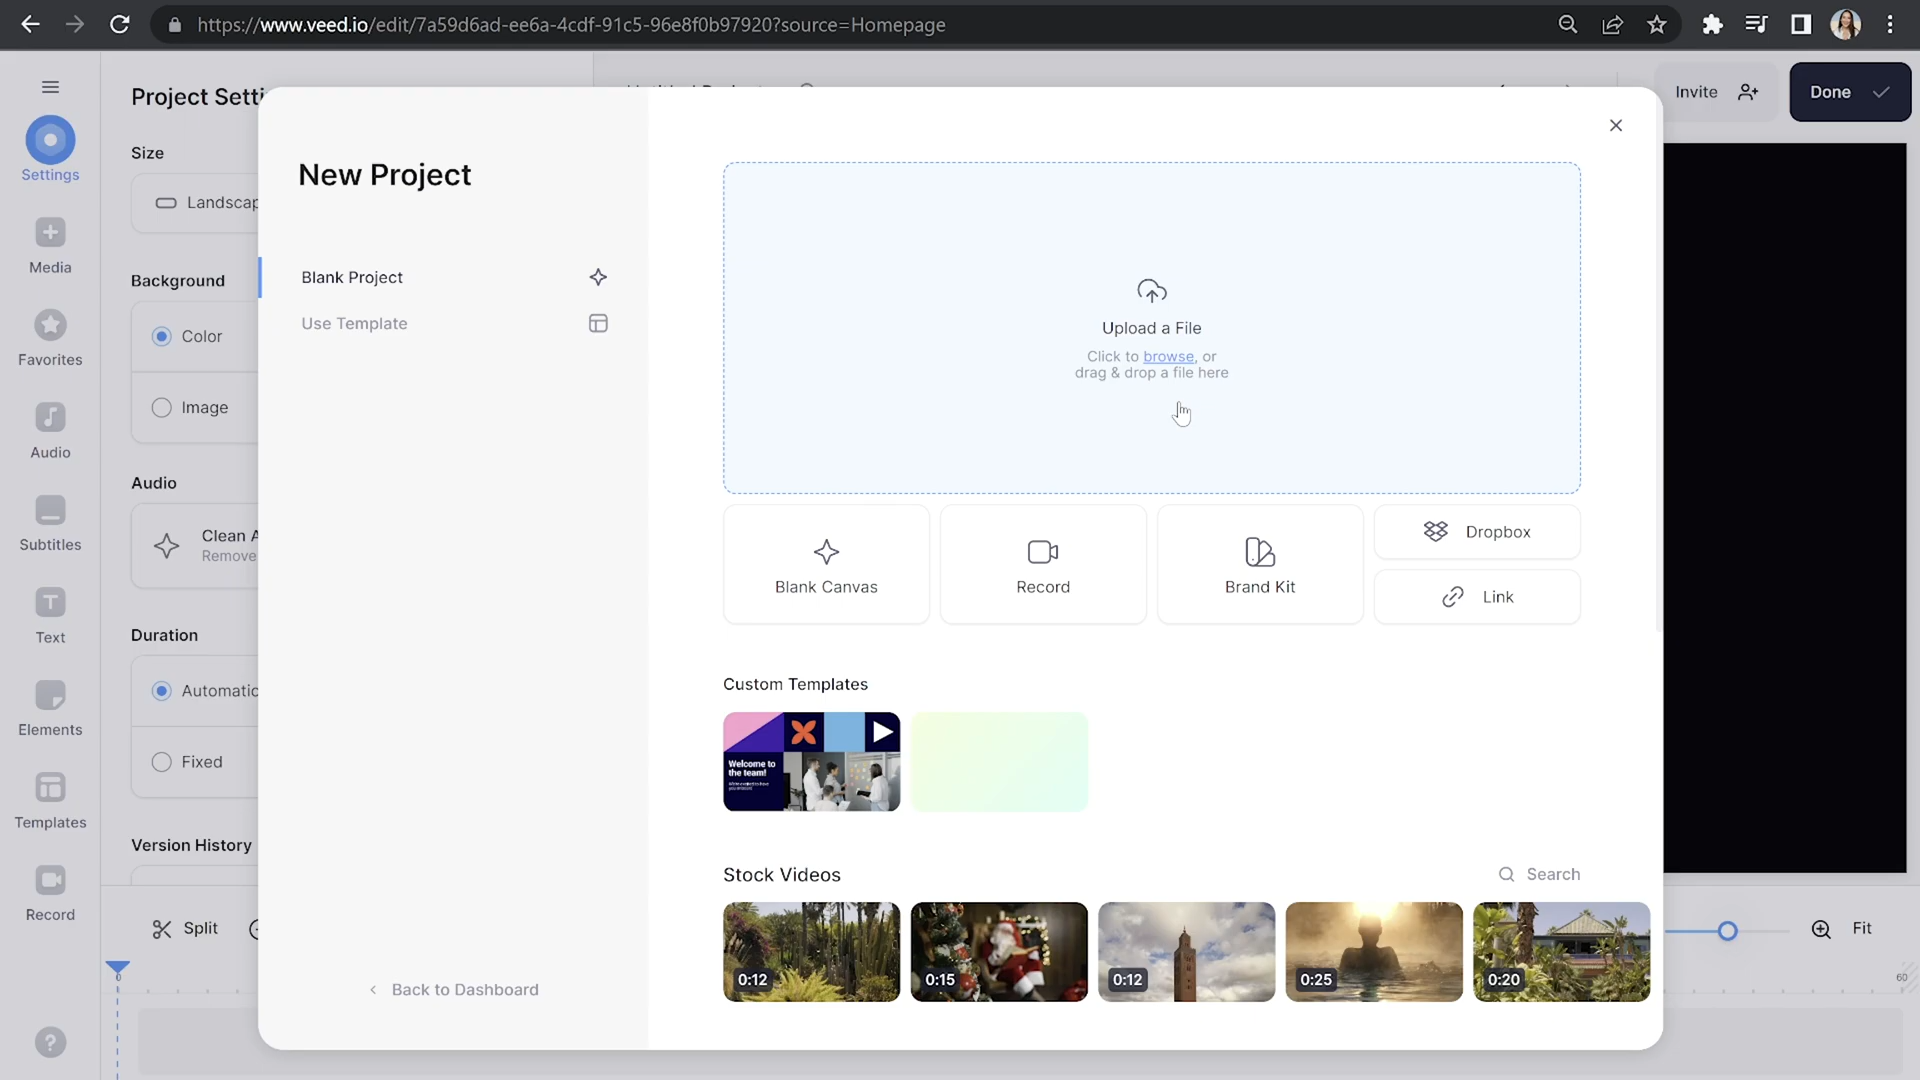 https://www.veed.io/edit/7a59d6ad-ee6a-4cdf-91c5-96e8f0b97920?source=Homepage
Invite
Done
Settings
Media
Favorites
Audio
Subtitles
Text
Elements
Templates
Record
Project Setti
Size
Landscap
Background
Color
Image
Audio
Clean A
Remove
Duration
Automatic
Fixed
Version History
Split
New Project
Blank Project
Use Template
Back to Dashboard
Upload a File
Click to browse, or
drag & drop a file here
Blank Canvas
Record
Brand Kit
Dropbox
Link
Custom Templates
Welcome to
the team!
Stock Videos
Search
0:12
0:15
0:12
0:25
0:20
Fit
60